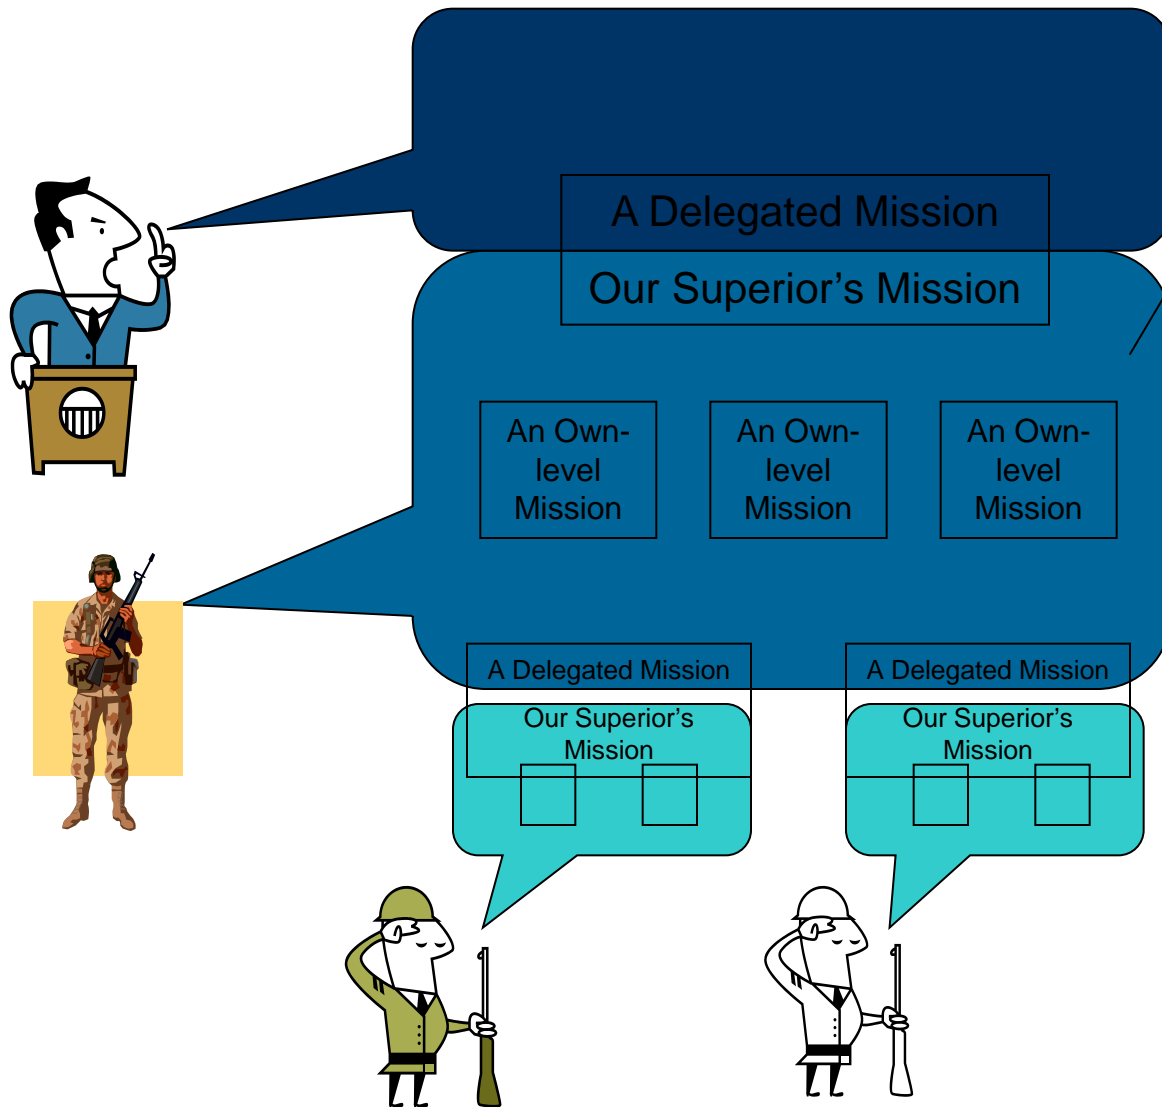 A Delegated Mission
Our Superior's Mission
An Own-
level
Mission
An Own-
level
Mission
An Own-
level
Mission
A Delegated Mission
Our Superior's
Mission
A Delegated Mission
Our Superior's
Mission